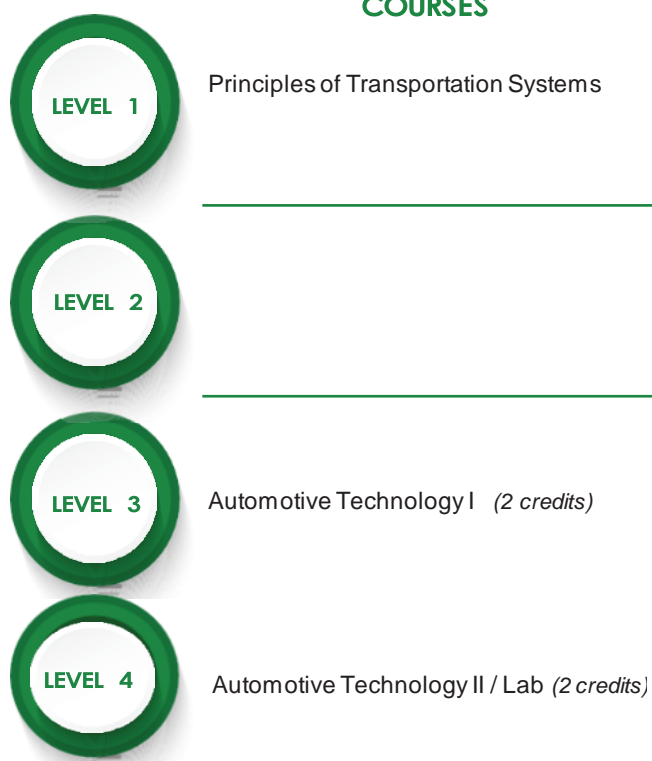 COURSES
LEVEL 1
Principles of Transportation Systems
LEVEL 2
LEVEL 3
Automotive Technology I (2 credits)
LEVEL 4
Automotive Technology II / Lab (2 credits)